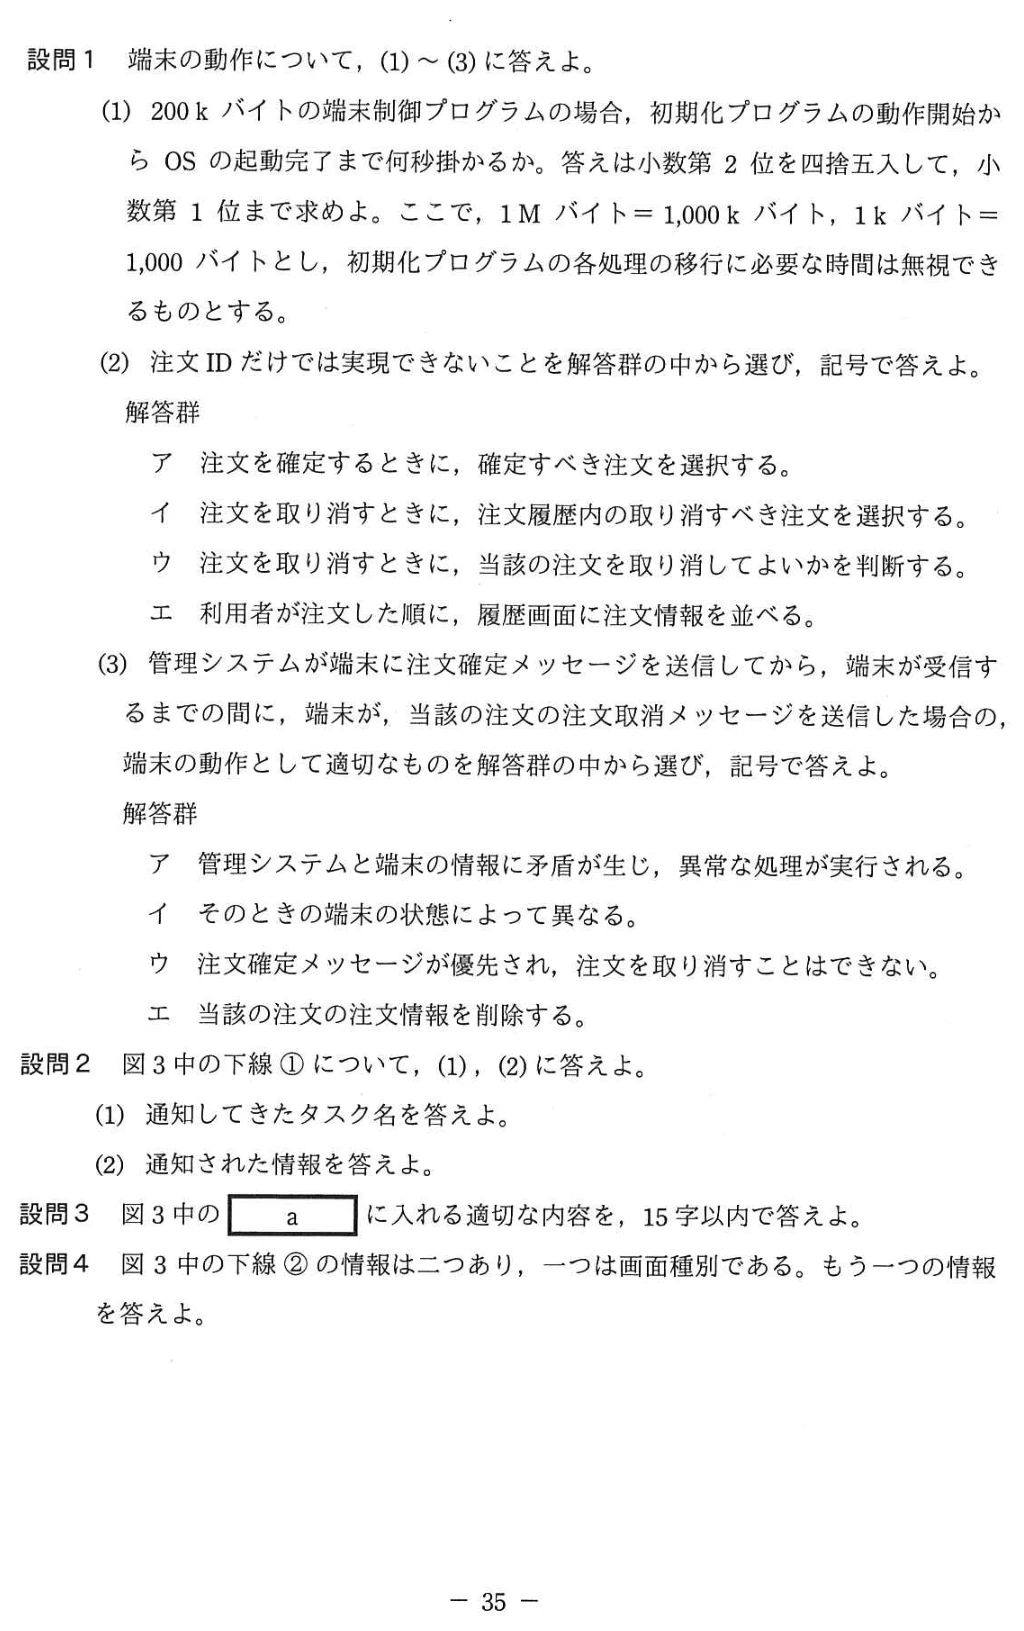 設問1 端末の動作について，(1)～(3)に答えよ。
(1) 200k バイトの端末制御プログラムの場合，初期化プログラムの動作開始か
ら OS の起動完了まで何秒掛かるか。答えは小数第 2 位を四捨五入して，小
数第 1 位まで求めよ。ここで，1M バイト＝1,000k バイト，1k バイト＝
1,000 バイトとし，初期化プログラムの各処理の移行に必要な時間は無視でき
るものとする。
(2) 注文 ID だけでは実現できないことを解答群の中から選び，記号で答えよ。
解答群
ア 注文を確定するときに，確定すべき注文を選択する。
イ 注文を取り消すときに，注文履歴内の取り消すべき注文を選択する。
ウ 注文を取り消すときに，当該の注文を取り消してよいかを判断する。
エ 利用者が注文した順に，履歴画面に注文情報を並べる。
(3) 管理システムが端末に注文確定メッセージを送信してから，端末が受信す
るまでの間に，端末が，当該の注文の注文取消メッセージを送信した場合の，
端末の動作として適切なものを解答群の中から選び，記号で答えよ。
解答群
ア 管理システムと端末の情報に矛盾が生じ，異常な処理が実行される。
イ そのときの端末の状態によって異なる。
ウ 注文確定メッセージが優先され，注文を取り消すことはできない。
エ 当該の注文の注文情報を削除する。
設問2 図3中の下線①について，(1)，(2)に答えよ。
(1) 通知してきたタスク名を答えよ。
(2) 通知された情報を答えよ。
設問3 図3中の a に入れる適切な内容を，15字以内で答えよ。
設問4 図 3 中の下線②の情報は二つあり，一つは画面種別である。もう一つの情報
を答えよ。
－ 35 －